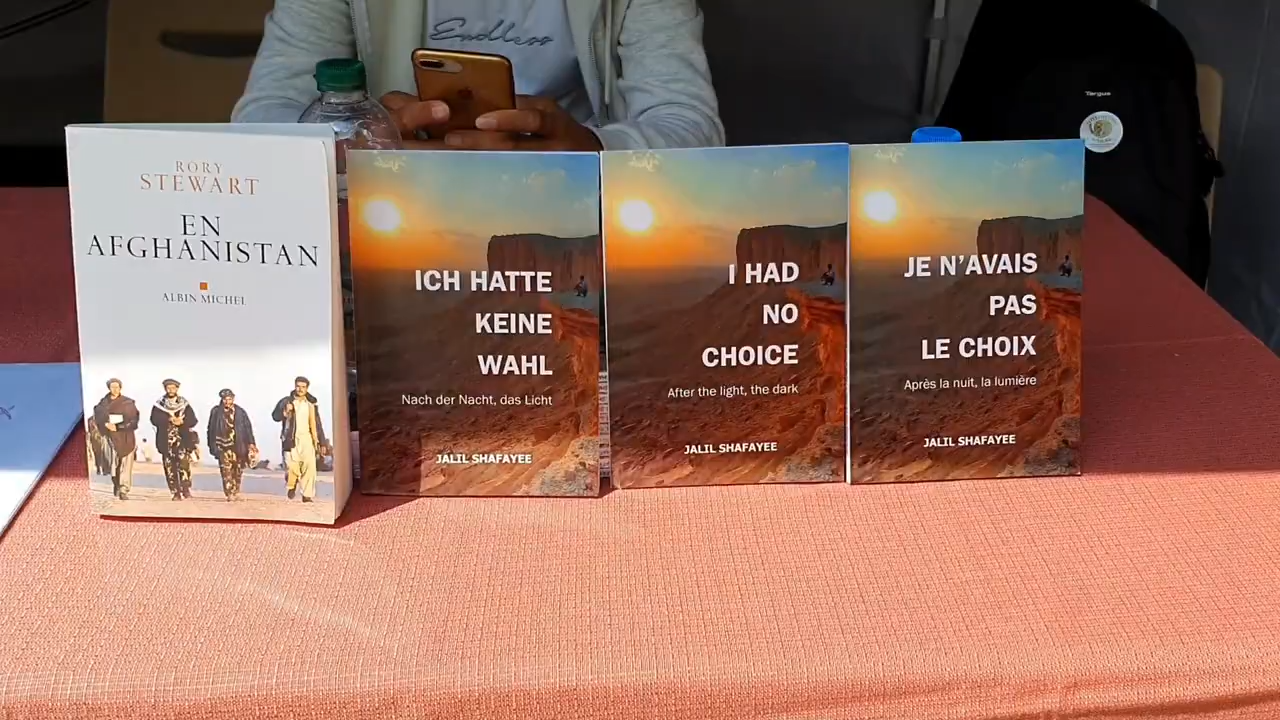 Endless
Targus
RORY
STEWART
EN
AFGHANISTAN
ALBIN MICHEL
ICH HATTE
KEINE
WAHL
Nach der Nacht, das Licht
JALIL SHAFAYEE
I HAD
NO
CHOICE
After the light, the dark
JALIL SHAFAYEE
JE N'AVAIS
PAS
LE CHOIX
Après la nuit, la lumière
JALIL SHAFAYEE